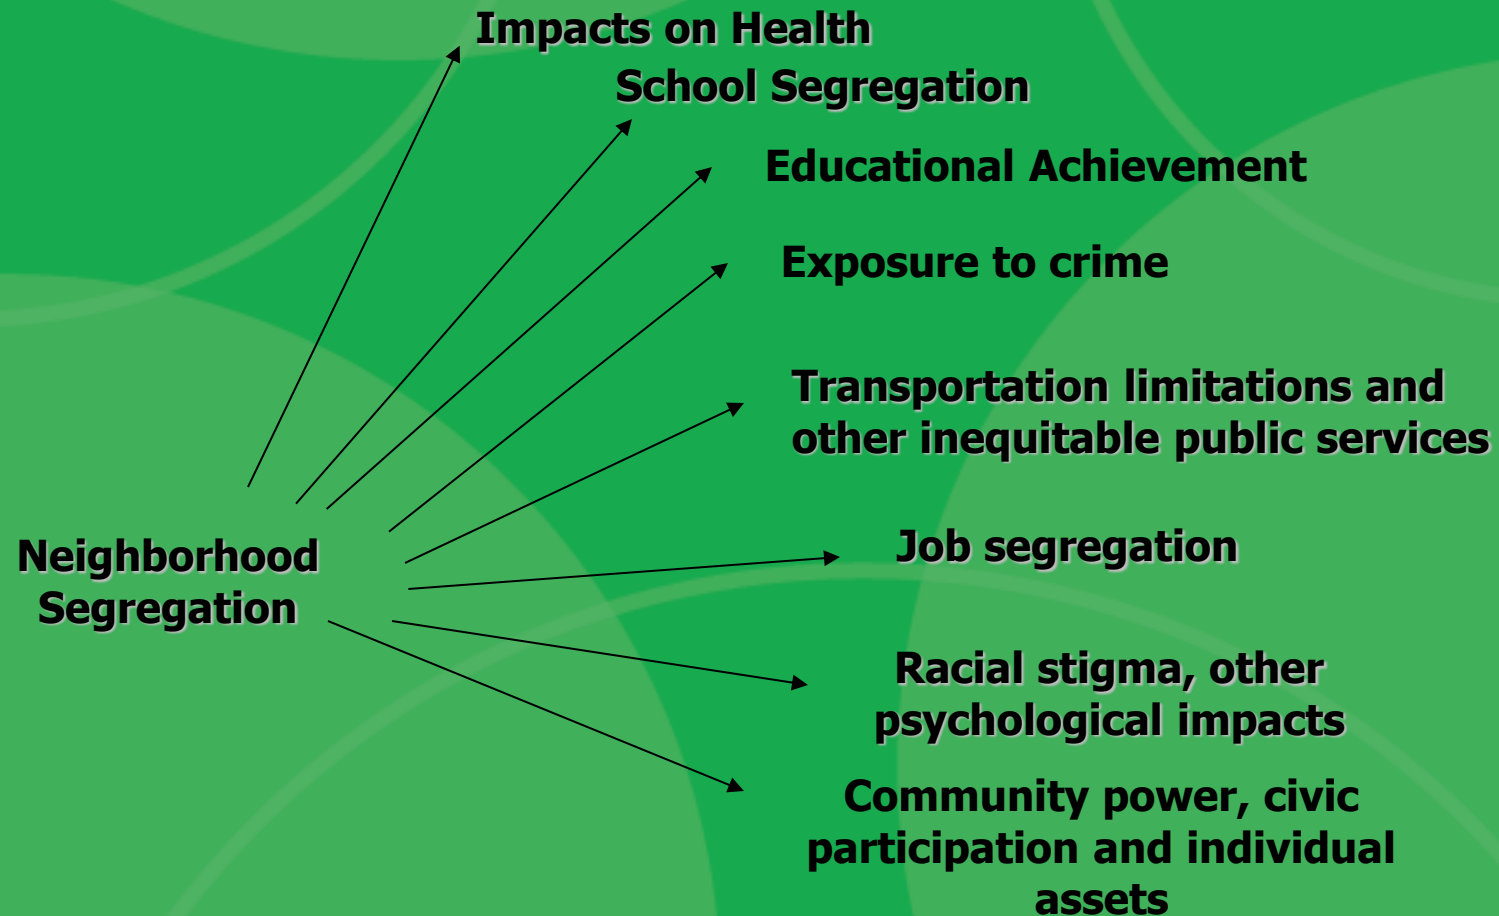 Impacts on Health
School Segregation
Educational Achievement
Exposure to crime
Transportation limitations and
other inequitable public services
Neighborhood
Segregation
Job segregation
Racial stigma, other
psychological impacts
Community power, civic
participation and individual
assets